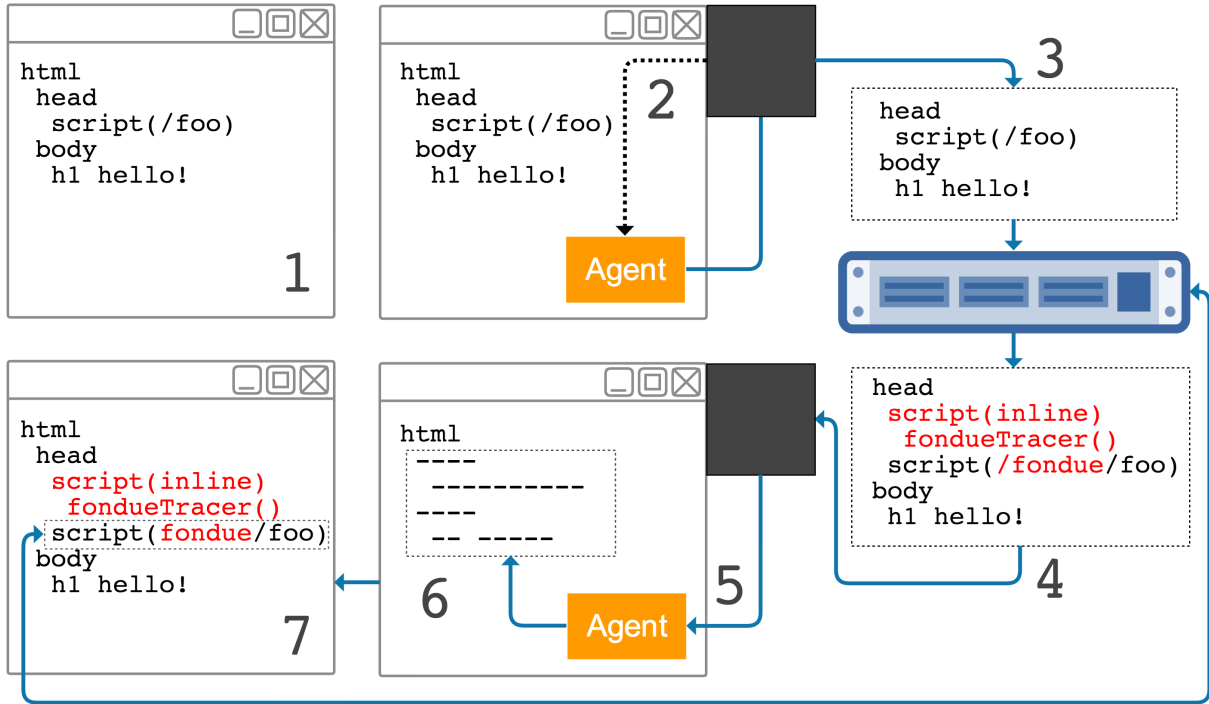 html
head
script(/foo)
body
h1 hello!
1
html
head
script(/foo)
body
h1 hello!
2
Agent
3
head
script(/foo)
body
h1 hello!
head
script(inline)
fondueTracer()
script(/fondue/foo)
body
h1 hello!
4
html
5
6
Agent
html
head
script(inline)
fondueTracer()
script(fondue/foo)
body
h1 hello!
7